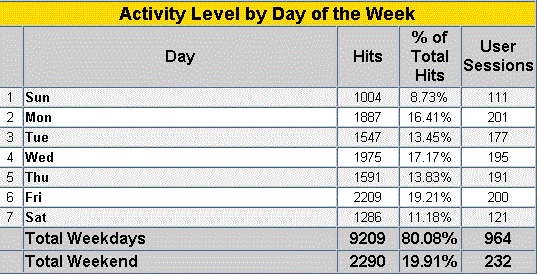 Activity Level by Day of the Week
Day Hits % of Total Hits User Sessions
1 Sun 1004 8.73% 111
2 Mon 1887 16.41% 201
3 Tue 1547 13.45% 177
4 Wed 1975 17.17% 195
5 Thu 1591 13.83% 191
6 Fri 2209 19.21% 200
7 Sat 1286 11.18% 121
Total Weekdays 9209 80.08% 964
Total Weekend 2290 19.91% 232